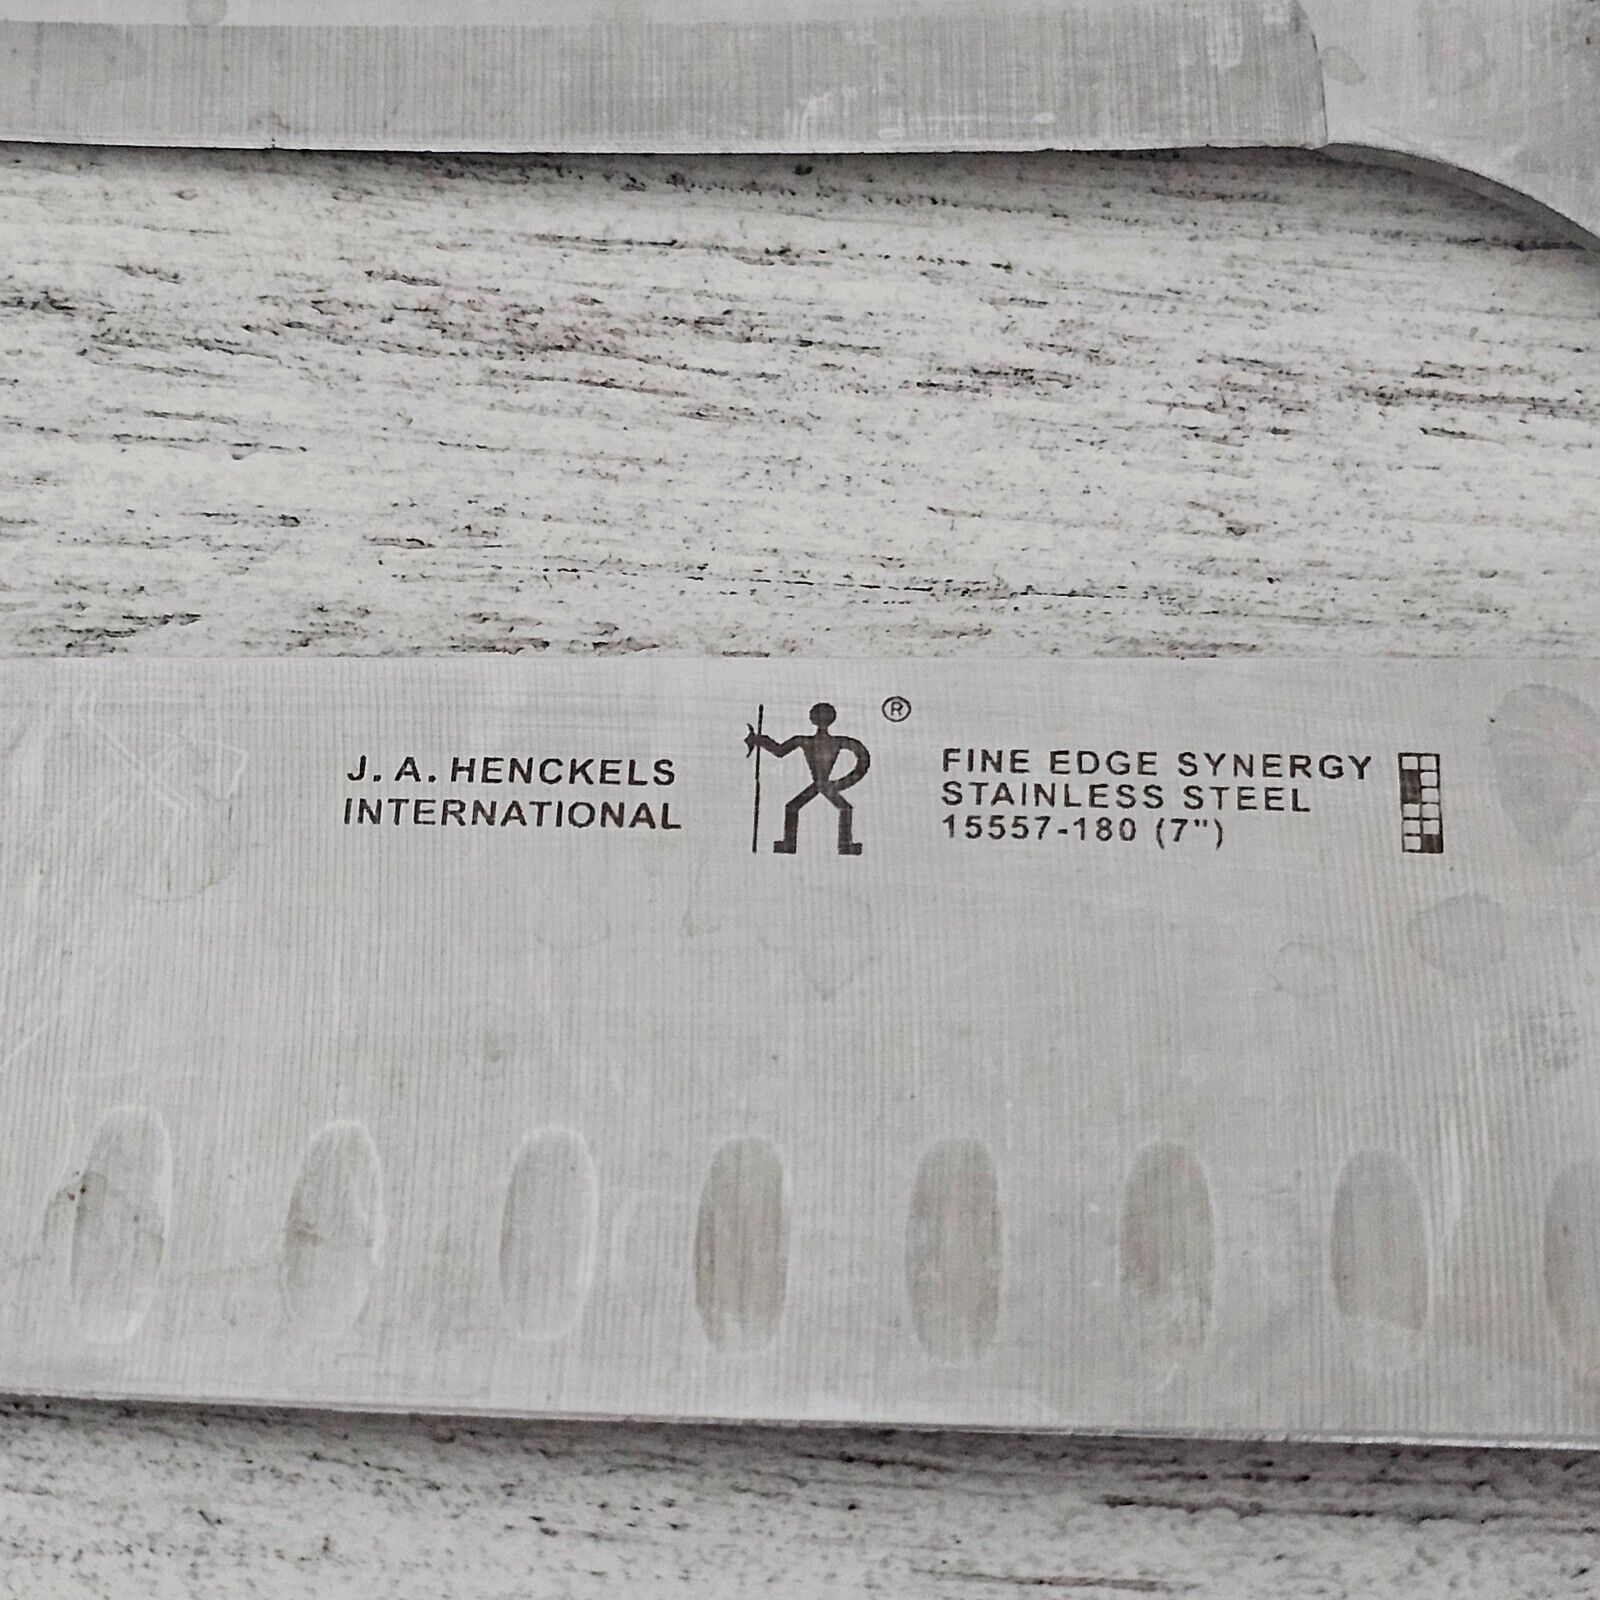 J. A. HENCKELS
INTERNATIONAL
®
FINE EDGE SYNERGY
STAINLESS STEEL
15557-180 (7")